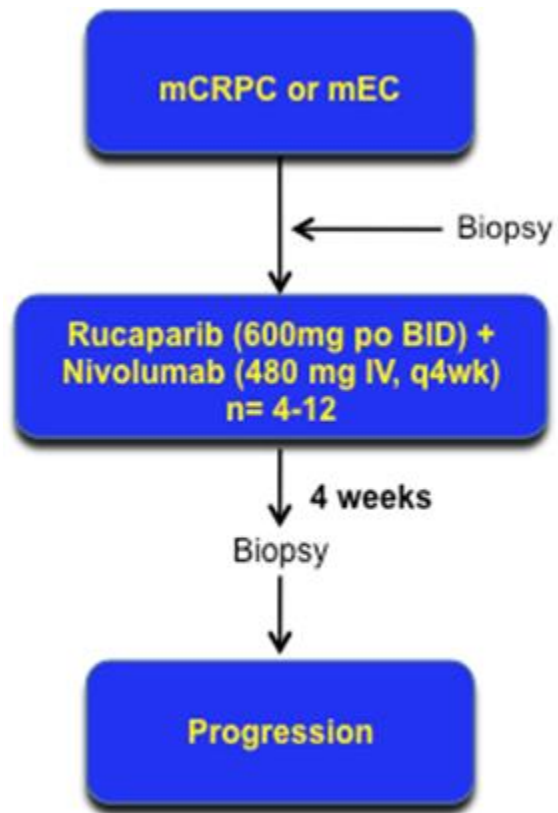 mCRPC or mEC
Biopsy
Rucaparib (600mg po BID) +
Nivolumab (480 mg IV, q4wk)
n= 4-12
4 weeks
Biopsy
Progression